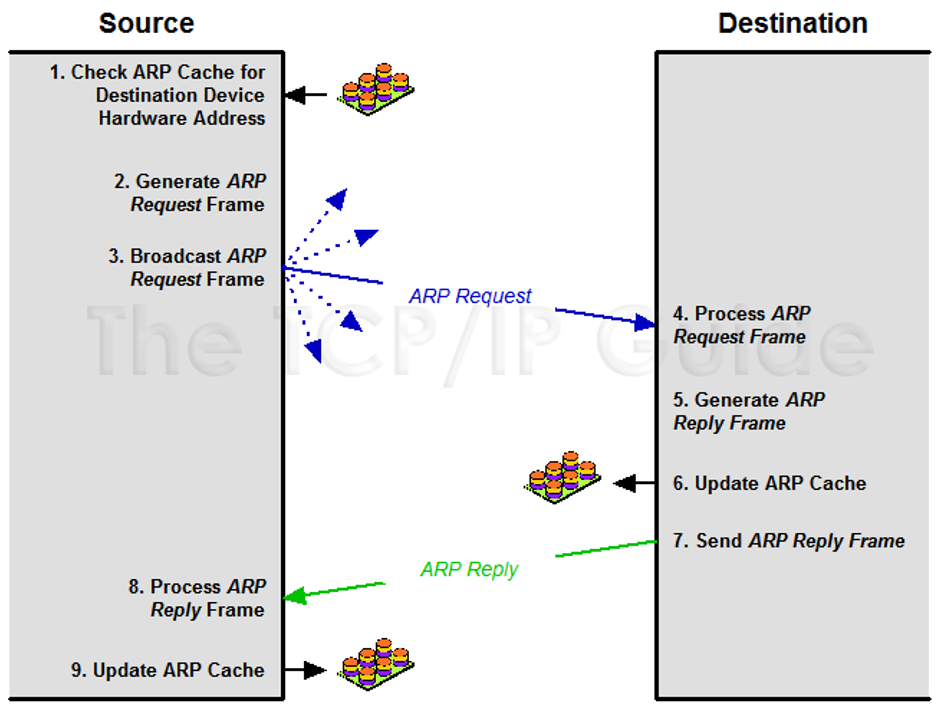 Source
Destination
1. Check ARP Cache for
Destination Device
Hardware Address
2. Generate ARP
Request Frame
3. Broadcast ARP
Request Frame
ARP Request
The TCP/IP Guide
4. Process ARP
Request Frame
5. Generate ARP
Reply Frame
6. Update ARP Cache
7. Send ARP Reply Frame
ARP Reply
8. Process ARP
Reply Frame
9. Update ARP Cache